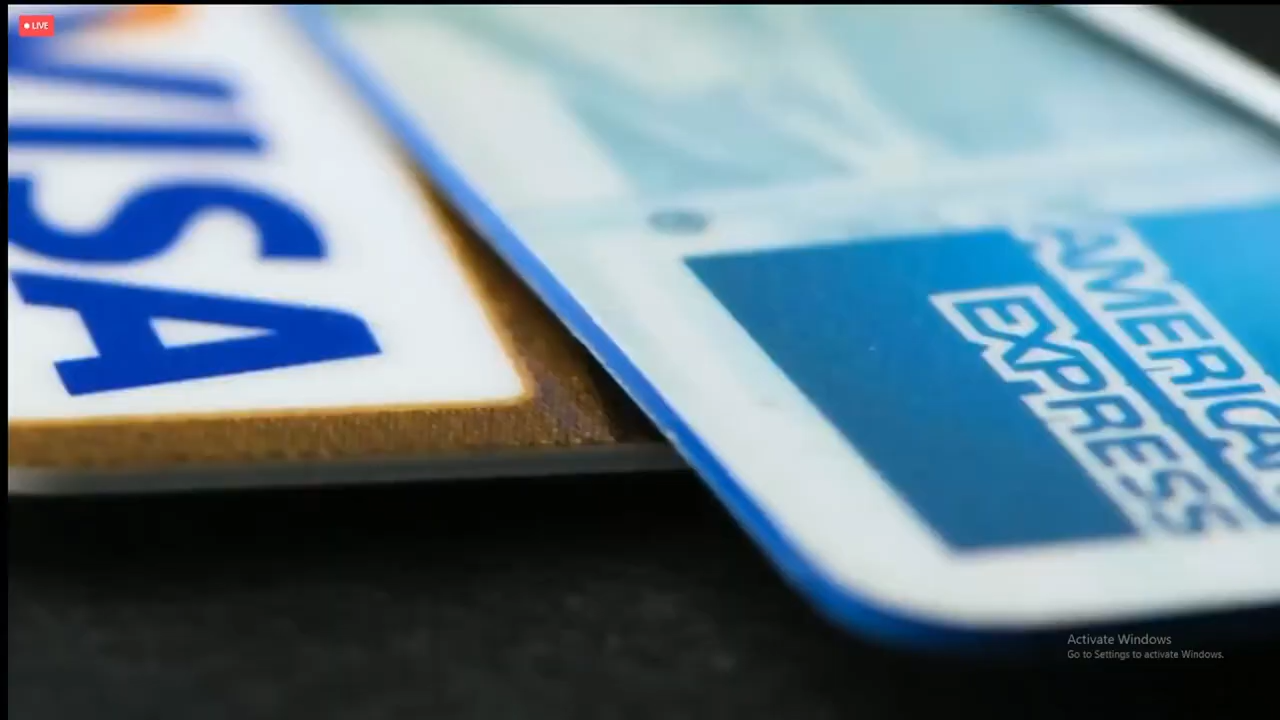 LIVE
VISA
AMERICAN
EXPRESS
Activate Windows
Go to Settings to activate Windows.